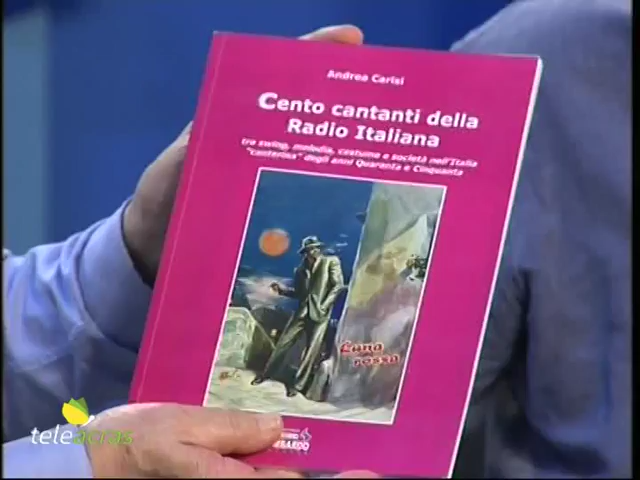 Andrea Carisi
Cento cantanti della
Radio Italiana
tra swing, melodia, costume e società nell'Italia
"canterina" degli anni Quaranta e Cinquanta
Luna
rossa
teleacras